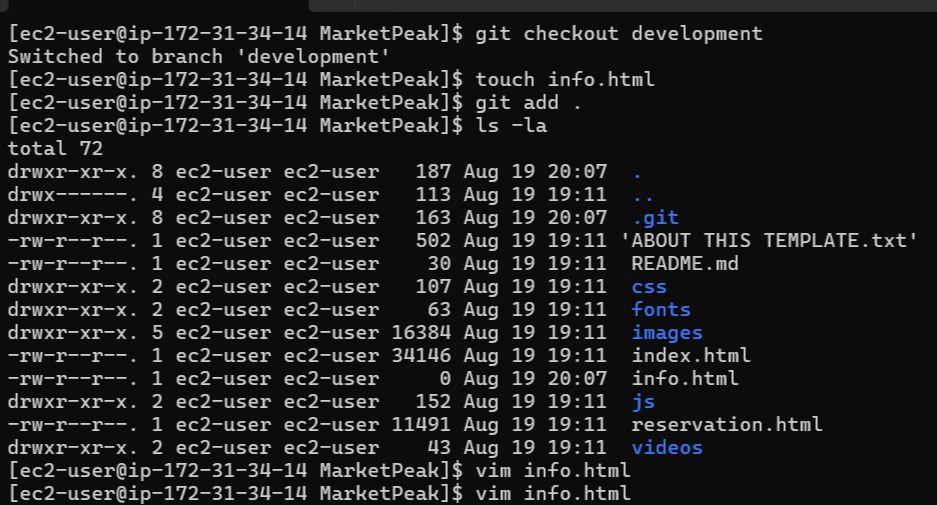 [ec2-user@ip-172-31-34-14 MarketPeak]$ git checkout development
Switched to branch 'development'
[ec2-user@ip-172-31-34-14 MarketPeak]$ touch info.html
[ec2-user@ip-172-31-34-14 MarketPeak]$ git add .
[ec2-user@ip-172-31-34-14 MarketPeak]$ ls -la
total 72
drwxr-xr-x. 8 ec2-user ec2-user   187 Aug 19 20:07  .
drwx------. 4 ec2-user ec2-user   113 Aug 19 19:11  ..
drwxr-xr-x. 8 ec2-user ec2-user   163 Aug 19 20:07  .git
-rw-r--r--. 1 ec2-user ec2-user   502 Aug 19 19:11 'ABOUT THIS TEMPLATE.txt'
-rw-r--r--. 1 ec2-user ec2-user    30 Aug 19 19:11  README.md
drwxr-xr-x. 2 ec2-user ec2-user   107 Aug 19 19:11  css
drwxr-xr-x. 2 ec2-user ec2-user    63 Aug 19 19:11  fonts
drwxr-xr-x. 5 ec2-user ec2-user 16384 Aug 19 19:11  images
-rw-r--r--. 1 ec2-user ec2-user 34146 Aug 19 19:11  index.html
-rw-r--r--. 1 ec2-user ec2-user     0 Aug 19 20:07  info.html
drwxr-xr-x. 2 ec2-user ec2-user   152 Aug 19 19:11  js
-rw-r--r--. 1 ec2-user ec2-user 11491 Aug 19 19:11  reservation.html
drwxr-xr-x. 2 ec2-user ec2-user    43 Aug 19 19:11  videos
[ec2-user@ip-172-31-34-14 MarketPeak]$ vim info.html
[ec2-user@ip-172-31-34-14 MarketPeak]$ vim info.html